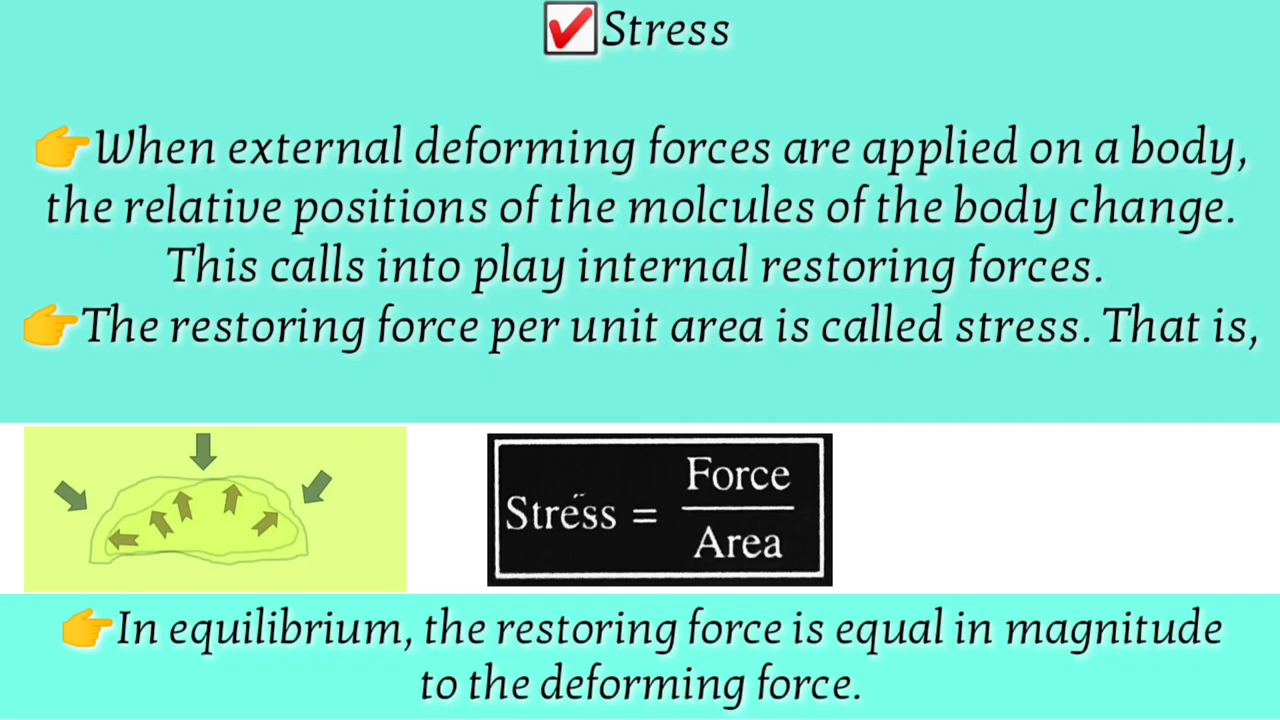 ☑Stress
👉When external deforming forces are applied on a body,
the relative positions of the molcules of the body change.
This calls into play internal restoring forces.
👉The restoring force per unit area is called stress. That is,
Stress = Force
Area
👉In equilibrium, the restoring force is equal in magnitude
to the deforming force.